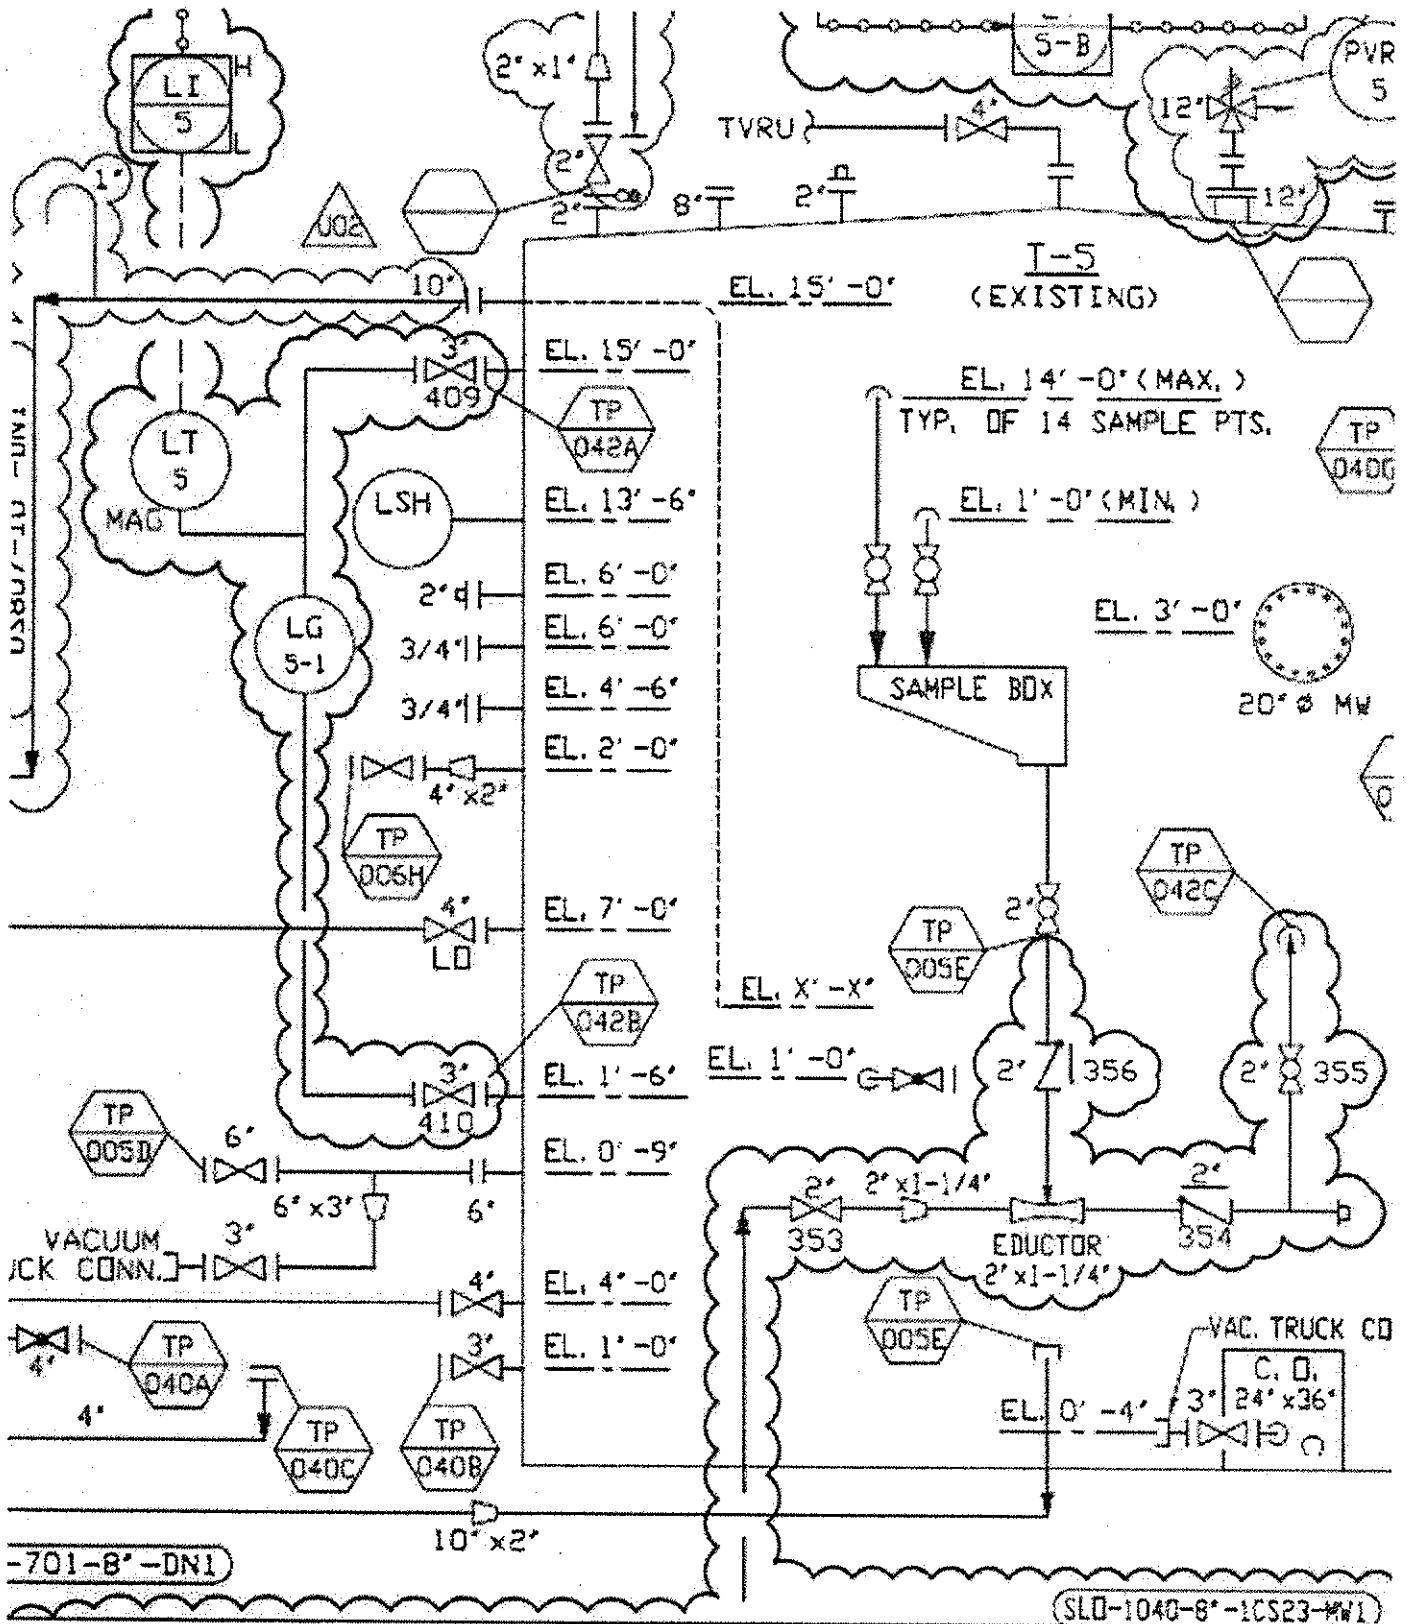 5-B
PVR
5
2" x1"
LI
5
H
L
12"
TVRU
4"
1"
2"
2"
8"
2"
12"
U02
T-5
(EXISTING)
10"
EL. 15' -0"
3"
EL. 15' -0"
409
TP
042A
EL. 14' -0" (MAX. )
TYP. OF 14 SAMPLE PTS.
TP
LT
5
MAG
LSH
EL. 13' -6"
EL. 1' -0" (MIN. )
2"
EL. 6' -0"
3/4"
EL. 6' -0"
EL. 3' -0"
LG
5-1
3/4"
EL. 4' -6"
SAMPLE BOX
20" ø MW
EL. 2' -0"
4" x2"
TP
006H
TP
042C
4"
LO
EL. 7' -0"
2"
TP
005E
TP
042B
EL. X' -X"
3"
410
EL. 1' -6"
EL. 1' -0"
2"
356
2"
355
TP
005D
6"
EL. 0' -9"
6" x3"
6"
2"
353
2" x1-1/4"
EDUCTOR
2" x1-1/4"
2"
354
VACUUM
UCK CONN.
3"
4"
EL. 4" -0"
TP
005E
4"
TP
040A
3"
EL. 1' -0"
VAC. TRUCK CO
C. O.
24" x36"
3"
EL. 0' -4"
4"
TP
040C
TP
040B
10" x2"
-701-8" -DN1
SLO-1040-8" -1CS23-MW1